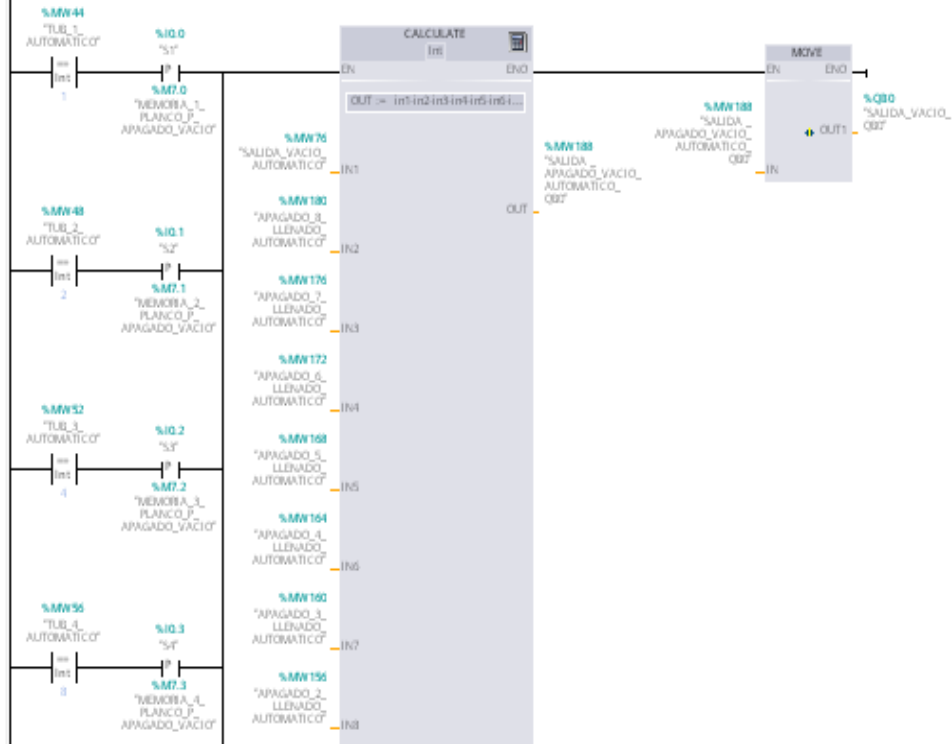 %MW44
"TUB_1_
AUTOMATICO"
==
Int
1
%I0.0
"S1"
P
%M7.0
"MEMORIA_1_
PLANCO_P_
APAGADO_VACIO"
%MW48
"TUB_2_
AUTOMATICO"
==
Int
2
%I0.1
"S2"
P
%M7.1
"MEMORIA_2_
PLANCO_P_
APAGADO_VACIO"
%MW52
"TUB_3_
AUTOMATICO"
==
Int
4
%I0.2
"S3"
P
%M7.2
"MEMORIA_3_
PLANCO_P_
APAGADO_VACIO"
%MW56
"TUB_4_
AUTOMATICO"
==
Int
8
%I0.3
"S4"
P
%M7.3
"MEMORIA_4_
PLANCO_P_
APAGADO_VACIO"
CALCULATE
Int
EN ENO
OUT := in1-in2-in3-in4-in5-in6-i...
%MW76
"SALIDA_VACIO_
AUTOMATICO"
IN1
%MW180
"APAGADO_8_
LLENADO_
AUTOMATICO"
IN2
%MW176
"APAGADO_7_
LLENADO_
AUTOMATICO"
IN3
%MW172
"APAGADO_6_
LLENADO_
AUTOMATICO"
IN4
%MW168
"APAGADO_5_
LLENADO_
AUTOMATICO"
IN5
%MW164
"APAGADO_4_
LLENADO_
AUTOMATICO"
IN6
%MW160
"APAGADO_3_
LLENADO_
AUTOMATICO"
IN7
%MW156
"APAGADO_2_
LLENADO_
AUTOMATICO"
IN8
OUT
%MW188
"SALIDA_
APAGADO_VACIO_
AUTOMATICO_
QB0"
MOVE
EN ENO
%MW188
"SALIDA_
APAGADO_VACIO_
AUTOMATICO_
QB0"
IN
OUT1
%QB0
"SALIDA_VACIO_
QB0"